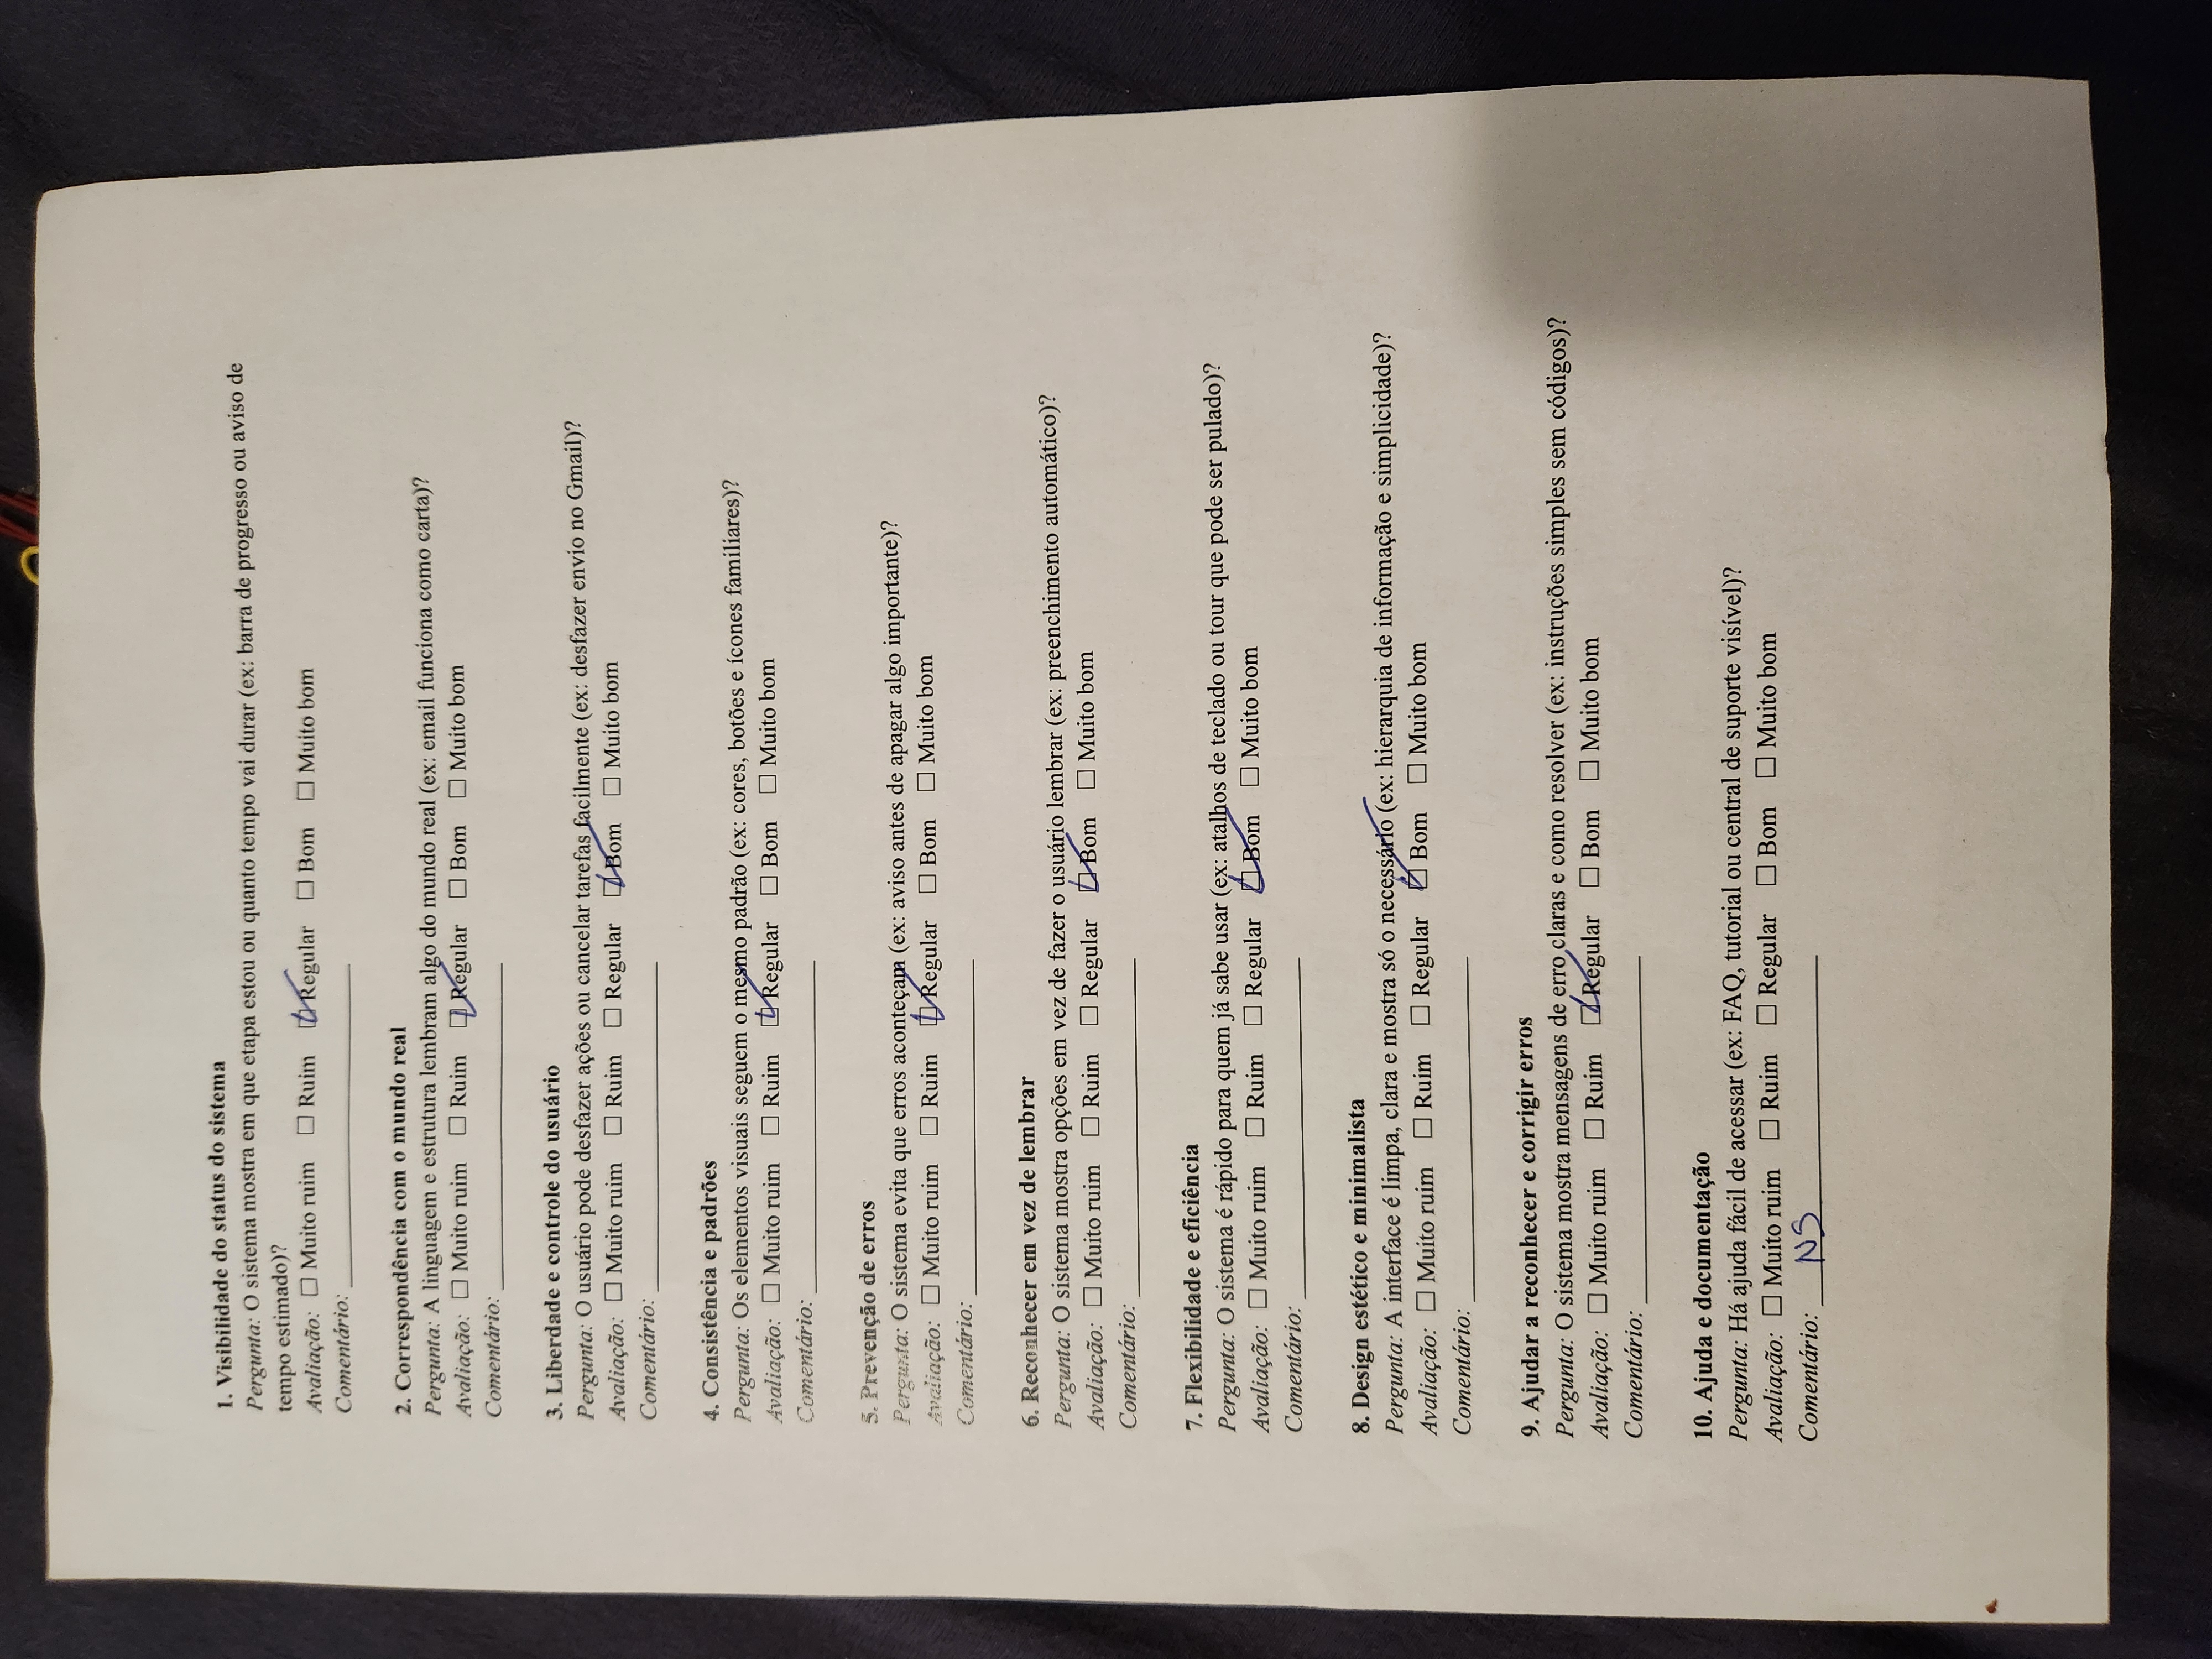 1. Visibilidade do status do sistema
Pergunta: O sistema mostra em que etapa estou ou quanto tempo vai durar (ex: barra de progresso ou aviso de
tempo estimado)?
Avaliação: ☐ Muito ruim ☐ Ruim ☑ Regular ☐ Bom ☐ Muito bom
Comentário: ____________________
2. Correspondência com o mundo real
Pergunta: A linguagem e estrutura lembram algo do mundo real (ex: email funciona como carta)?
Avaliação: ☐ Muito ruim ☐ Ruim ☑ Regular ☐ Bom ☐ Muito bom
Comentário: ____________________
3. Liberdade e controle do usuário
Pergunta: O usuário pode desfazer ações ou cancelar tarefas facilmente (ex: desfazer envio no Gmail)?
Avaliação: ☐ Muito ruim ☐ Ruim ☐ Regular ☑ Bom ☐ Muito bom
Comentário: ____________________
4. Consistência e padrões
Pergunta: Os elementos visuais seguem o mesmo padrão (ex: cores, botões e ícones familiares)?
Avaliação: ☐ Muito ruim ☐ Ruim ☑ Regular ☐ Bom ☐ Muito bom
Comentário: ____________________
5. Prevenção de erros
Pergunta: O sistema evita que erros aconteçam (ex: aviso antes de apagar algo importante)?
Avaliação: ☐ Muito ruim ☐ Ruim ☑ Regular ☐ Bom ☐ Muito bom
Comentário: ____________________
6. Reconhecer em vez de lembrar
Pergunta: O sistema mostra opções em vez de fazer o usuário lembrar (ex: preenchimento automático)?
Avaliação: ☐ Muito ruim ☐ Ruim ☐ Regular ☑ Bom ☐ Muito bom
Comentário: ____________________
7. Flexibilidade e eficiência
Pergunta: O sistema é rápido para quem já sabe usar (ex: atalhos de teclado ou tour que pode ser pulado)?
Avaliação: ☐ Muito ruim ☐ Ruim ☐ Regular ☑ Bom ☐ Muito bom
Comentário: ____________________
8. Design estético e minimalista
Pergunta: A interface é limpa, clara e mostra só o necessário (ex: hierarquia de informação e simplicidade)?
Avaliação: ☐ Muito ruim ☐ Ruim ☐ Regular ☑ Bom ☐ Muito bom
Comentário: ____________________
9. Ajudar a reconhecer e corrigir erros
Pergunta: O sistema mostra mensagens de erro claras e como resolver (ex: instruções simples sem códigos)?
Avaliação: ☐ Muito ruim ☐ Ruim ☑ Regular ☐ Bom ☐ Muito bom
Comentário: ____________________
10. Ajuda e documentação
Pergunta: Há ajuda fácil de acessar (ex: FAQ, tutorial ou central de suporte visível)?
Avaliação: ☐ Muito ruim ☐ Ruim ☐ Regular ☐ Bom ☐ Muito bom
Comentário: NS